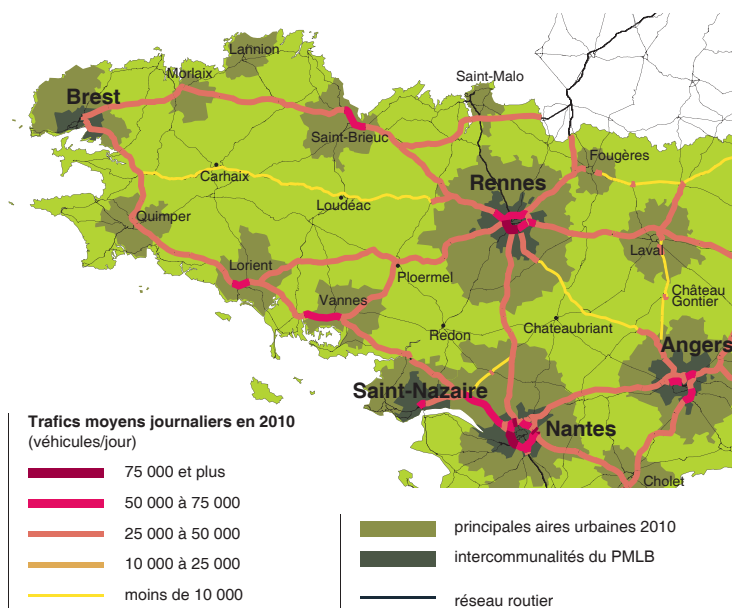 Lannion
Saint-Malo
Morlaix
Brest
Saint-Brieuc
Fougères
Carhaix
Rennes
Loudéac
Quimper
Laval
Lorient
Ploermel
Château
Gontier
Vannes
Redon
Chateaubriant
Angers
Saint-Nazaire
Nantes
Cholet
Trafics moyens journaliers en 2010
(véhicules/jour)
75 000 et plus
50 000 à 75 000
25 000 à 50 000
10 000 à 25 000
moins de 10 000
principales aires urbaines 2010
intercommunalités du PMLB
réseau routier